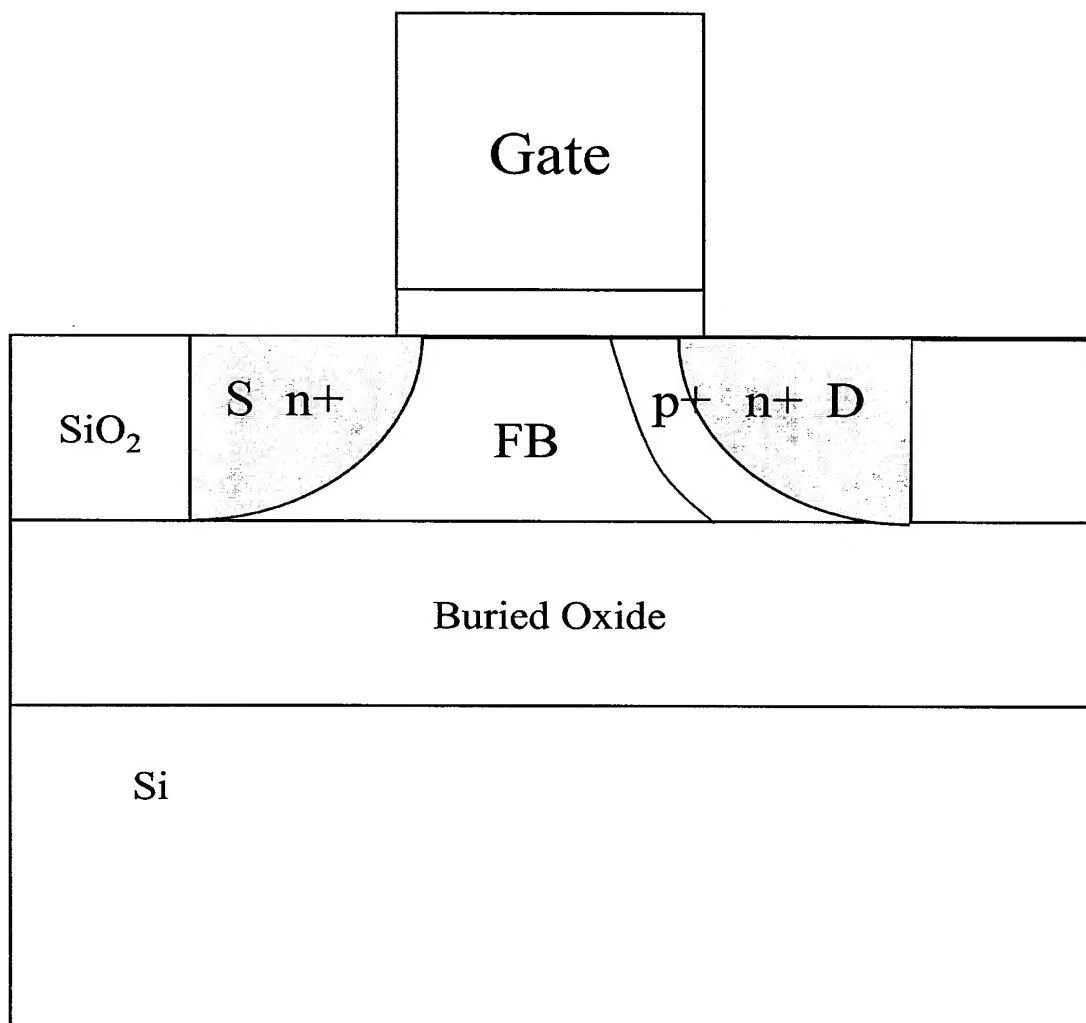 Gate
S n+
p+ n+ D
SiO₂
FB
Buried Oxide
Si